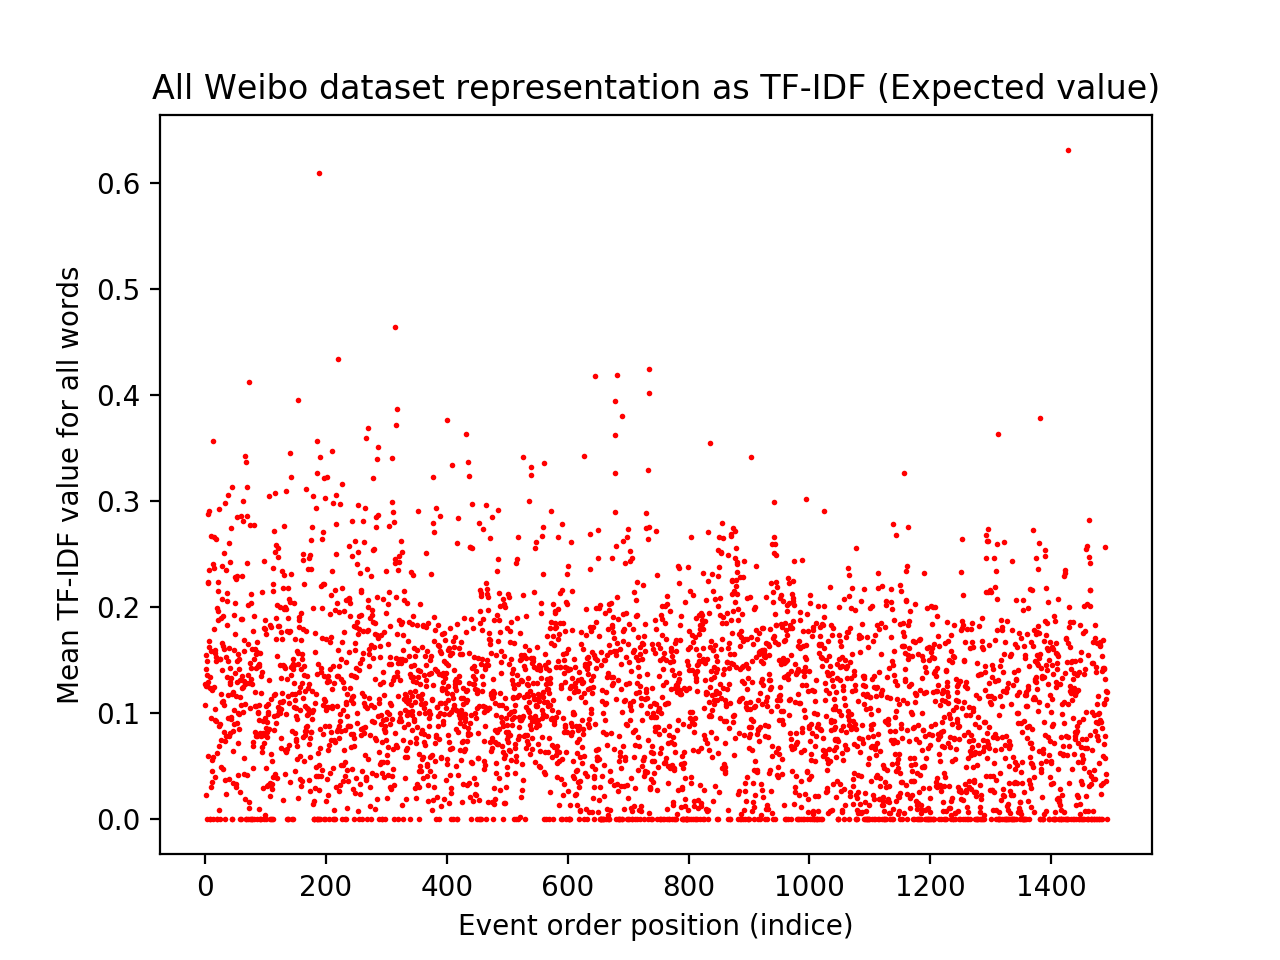 All Weibo dataset representation as TF-IDF (Expected value)
Mean TF-IDF value for all words
0.6
0.5
0.4
0.3
0.2
0.1
0.0
0 200 400 600 800 1000 1200 1400
Event order position (indice)